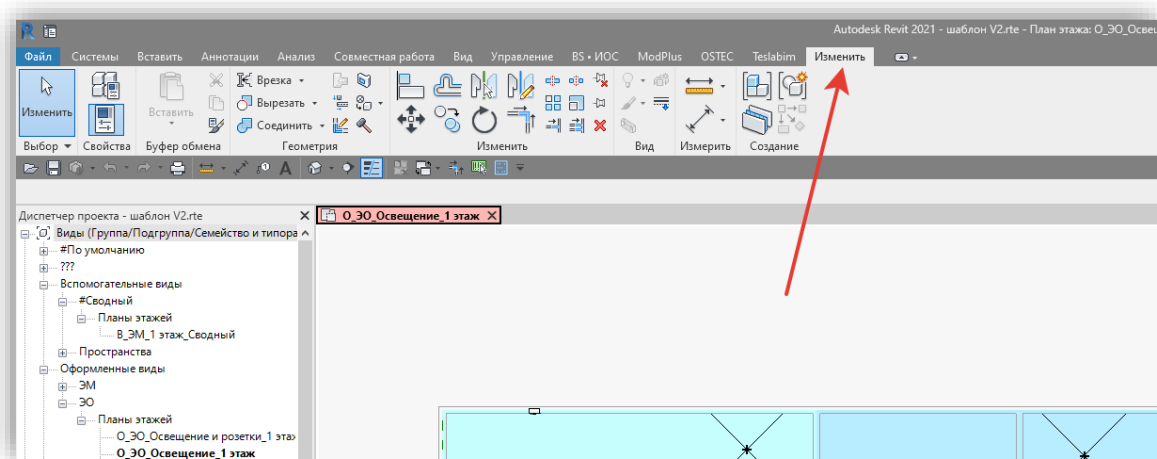 Autodesk Revit 2021 - шаблон V2.rte - План этажа: О_ЭО_Осве
Файл Системы Вставить Аннотации Анализ Совместная работа Вид Управление BS • ИОС ModPlus OSTEC Teslabim Изменить
Врезка
Вырезать
Изменить Вставить
Соединить
Выбор Свойства Буфер обмена Геометрия Изменить Вид Измерить Создание
Диспетчер проекта - шаблон V2.rte X О_ЭО_Освещение_1 этаж X
Виды (Группа/Подгруппа/Семейство и типора
#По умолчанию
???
Вспомогательные виды
#Сводный
Планы этажей
В_ЭМ_1 этаж_Сводный
Пространства
Оформленные виды
ЭМ
ЭО
Планы этажей
О_ЭО_Освещение и розетки_1 эта
О_ЭО_Освещение_1 этаж